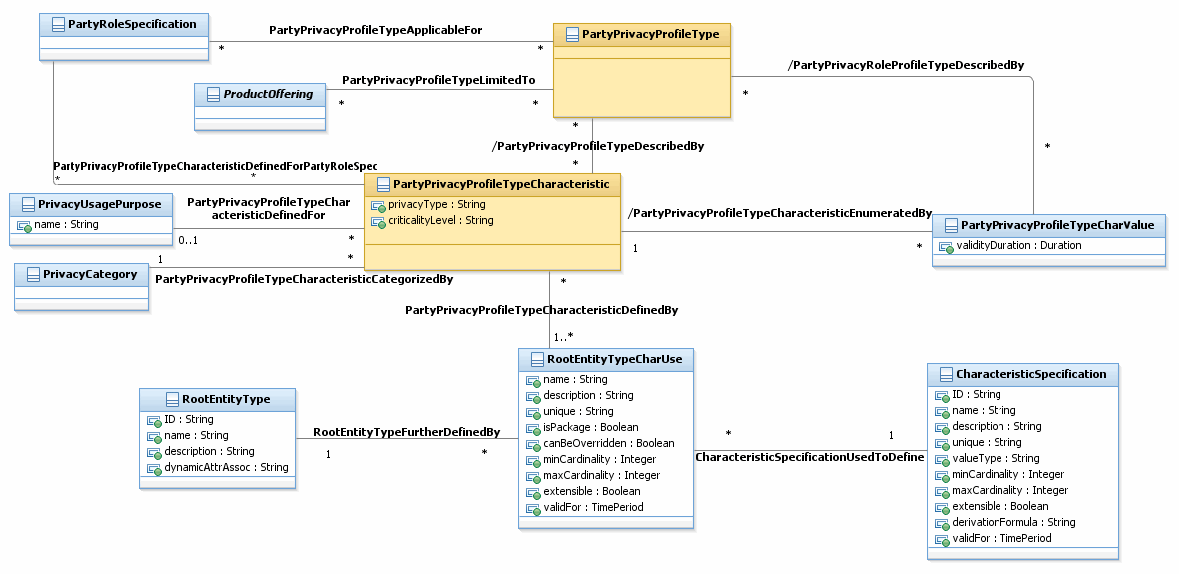 PartyRoleSpecification
PartyPrivacyProfileTypeApplicableFor
*
*
PartyPrivacyProfileType
/PartyPrivacyRoleProfileTypeDescribedBy
*
*
ProductOffering
PartyPrivacyProfileTypeLimitedTo
*
*
*
/PartyPrivacyProfileTypeDescribedBy
*
PartyPrivacyProfileTypeCharacteristicDefinedForPartyRoleSpec
*
*
PartyPrivacyProfileTypeCharacteristic
privacyType : String
criticalityLevel : String
PrivacyUsagePurpose
name : String
PartyPrivacyProfileTypeChar
acteristicDefinedFor
0..1
*
/PartyPrivacyProfileTypeCharacteristicEnumeratedBy
1
*
PartyPrivacyProfileTypeCharValue
validityDuration : Duration
PrivacyCategory
1
*
PartyPrivacyProfileTypeCharacteristicCategorizedBy
*
PartyPrivacyProfileTypeCharacteristicDefinedBy
1..*
RootEntityTypeCharUse
name : String
description : String
unique : String
isPackage : Boolean
canBeOverridden : Boolean
minCardinality : Integer
maxCardinality : Integer
extensible : Boolean
validFor : TimePeriod
RootEntityType
ID : String
name : String
description : String
dynamicAttrAssoc : String
RootEntityTypeFurtherDefinedBy
1
*
*
1
CharacteristicSpecificationUsedToDefine
CharacteristicSpecification
ID : String
name : String
description : String
unique : String
valueType : String
minCardinality : Integer
maxCardinality : Integer
extensible : Boolean
derivationFormula : String
validFor : TimePeriod